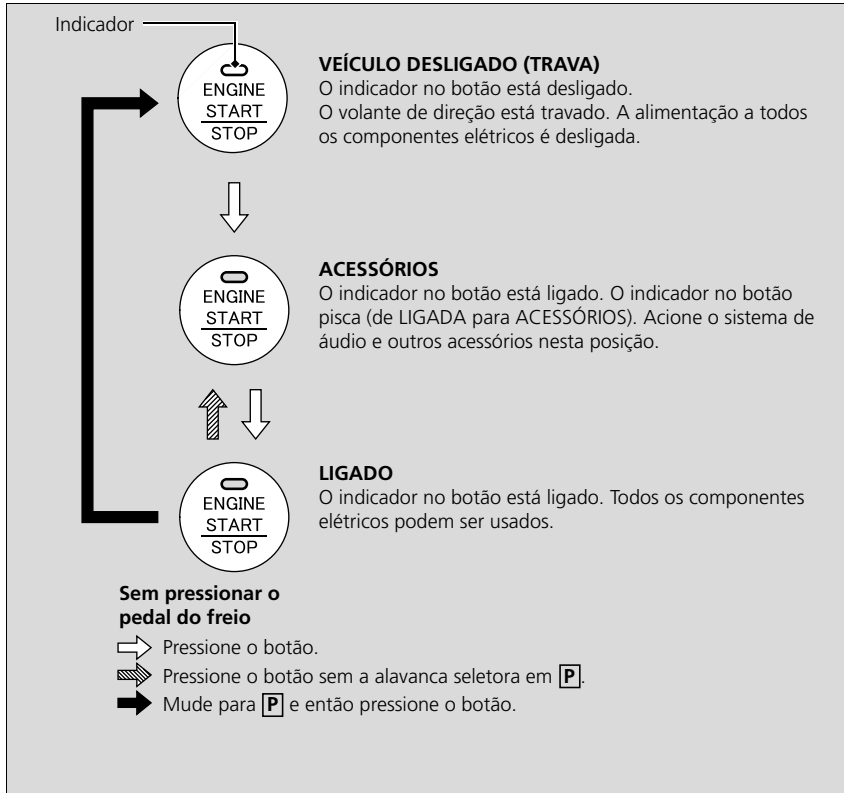 Indicador
ENGINE
START
STOP
VEÍCULO DESLIGADO (TRAVA)
O indicador no botão está desligado.
O volante de direção está travado. A alimentação a todos
os componentes elétricos é desligada.
ENGINE
START
STOP
ACESSÓRIOS
O indicador no botão está ligado. O indicador no botão
pisca (de LIGADA para ACESSÓRIOS). Acione o sistema de
áudio e outros acessórios nesta posição.
ENGINE
START
STOP
LIGADO
O indicador no botão está ligado. Todos os componentes
elétricos podem ser usados.
Sem pressionar o
pedal do freio
Pressione o botão.
Pressione o botão sem a alavanca seletora em P.
Mude para P e então pressione o botão.